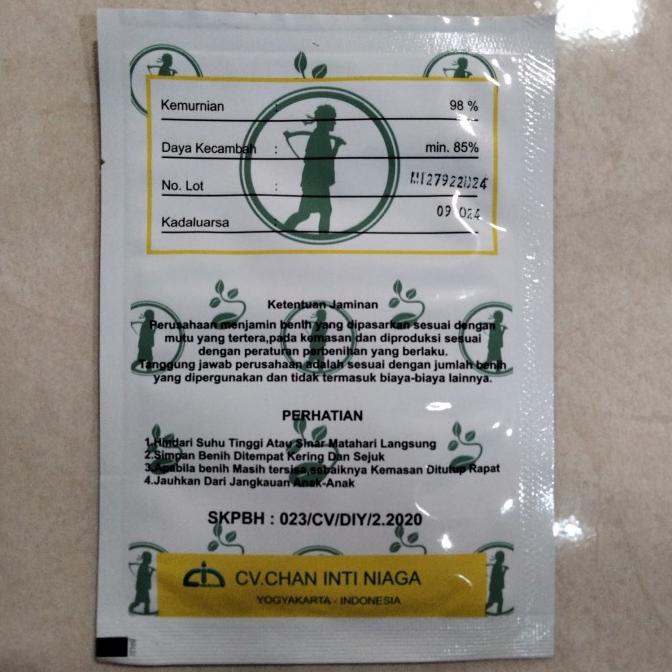 Kemurnian : 98 %
Daya Kecambah : min. 85%
No. Lot :
Kadaluarsa :
Ketentuan Jaminan
Perusahaan menjamin benih yang dipasarkan sesuai dengan
mutu yang tertera,pada kemasan dan diproduksi sesuai
dengan peraturan perbenihan yang berlaku.
Tanggung jawab perusahaan adalah sesuai dengan jumlah benih
yang dipergunakan dan tidak termasuk biaya-biaya lainnya.
PERHATIAN
1.Hindari Suhu Tinggi Atau Sinar Matahari Langsung
2.Simpan Benih Ditempat Kering Dan Sejuk
3.Apabila benih Masih tersisa,sebaiknya Kemasan Ditutup Rapat
4.Jauhkan Dari Jangkauan Anak-Anak
SKPBH : 023/CV/DIY/2.2020
CV.CHAN INTI NIAGA
YOGYAKARTA - INDONESIA